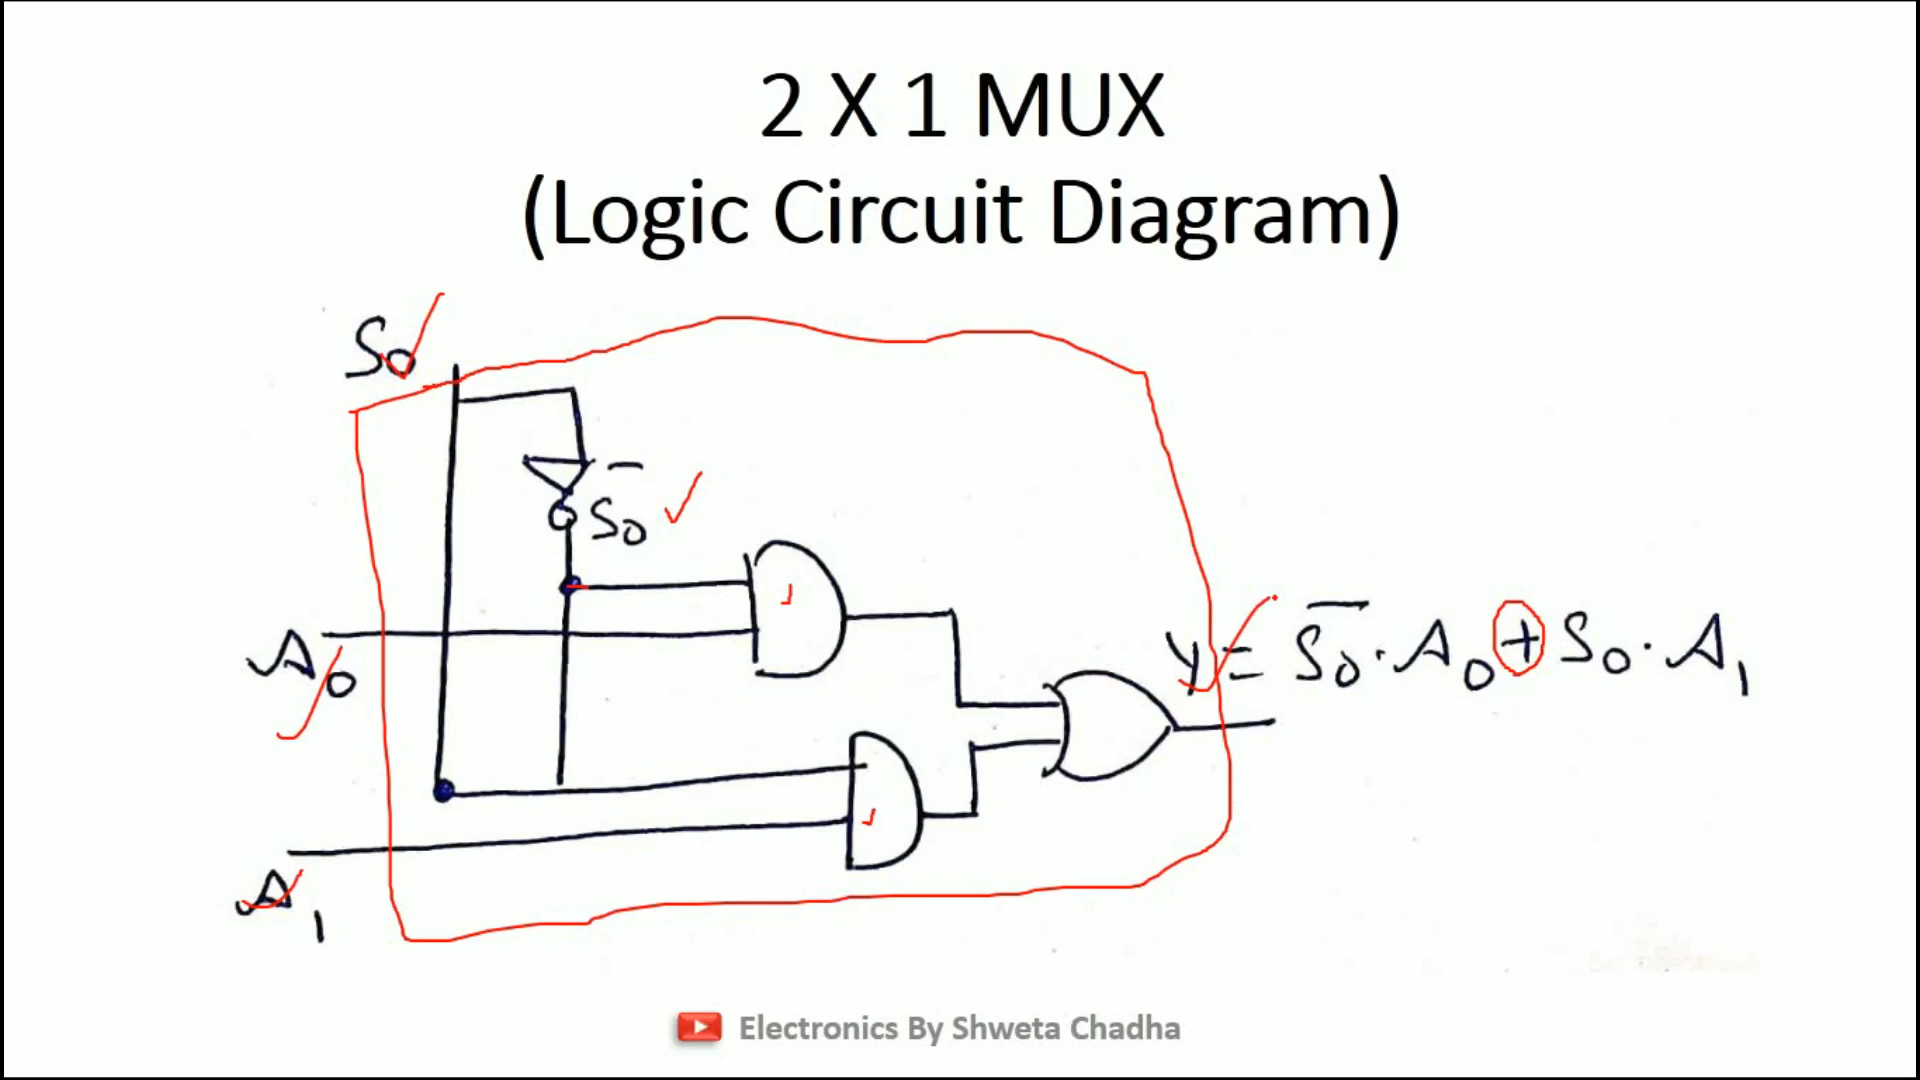 2 X 1 MUX
(Logic Circuit Diagram)
S0
S̅0
A0
Y = S̅0·A0 + S0·A1
A1
Electronics By Shweta Chadha